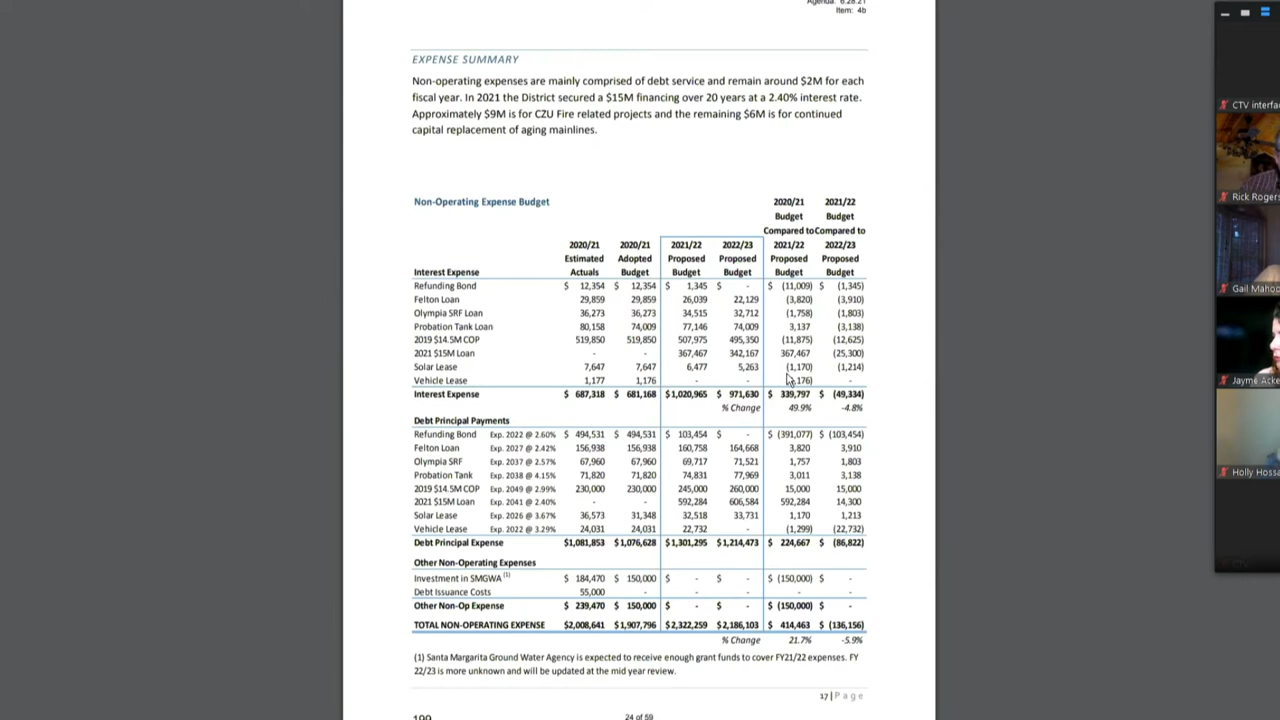 Agenda: 6.28.21
Item: 4b
EXPENSE SUMMARY
Non-operating expenses are mainly comprised of debt service and remain around $2M for each
fiscal year. In 2021 the District secured a $15M financing over 20 years at a 2.40% interest rate.
Approximately $9M is for CZU Fire related projects and the remaining $6M is for continued
capital replacement of aging mainlines.
Non-Operating Expense Budget 2020/21 2021/22
Budget Budget
Compared to Compared to
2020/21 2020/21 2021/22 2022/23 2021/22 2022/23
Estimated Adopted Proposed Proposed Proposed Proposed
Interest Expense Actuals Budget Budget Budget Budget Budget
Refunding Bond $ 12,354 $ 12,354 $ 1,345 $ - $ (11,009) $ (1,345)
Felton Loan 29,859 29,859 26,039 22,129 (3,820) (3,910)
Olympia SRF Loan 36,273 36,273 34,515 32,712 (1,758) (1,803)
Probation Tank Loan 80,158 74,009 77,146 74,009 3,137 (3,138)
2019 $14.5M COP 519,850 519,850 507,975 495,350 (11,875) (12,625)
2021 $15M Loan - - 367,467 342,167 367,467 (25,300)
Solar Lease 7,647 7,647 6,477 5,263 (1,170) (1,214)
Vehicle Lease 1,177 1,176 - - ,176) -
Interest Expense $ 687,318 $ 681,168 $1,020,965 $ 971,630 $ 339,797 $ (49,334)
% Change 49.9% -4.8%
Debt Principal Payments
Refunding Bond Exp. 2022 @ 2.60% $ 494,531 $ 494,531 $ 103,454 $ - $ (391,077) $ (103,454)
Felton Loan Exp. 2027 @ 2.42% 156,938 156,938 160,758 164,668 3,820 3,910
Olympia SRF Exp. 2037 @ 2.57% 67,960 67,960 69,717 71,521 1,757 1,803
Probation Tank Exp. 2038 @ 4.15% 71,820 71,820 74,831 77,969 3,011 3,138
2019 $14.5M COP Exp. 2049 @ 2.99% 230,000 230,000 245,000 260,000 15,000 15,000
2021 $15M Loan Exp. 2041 @ 2.40% - - 592,284 606,584 592,284 14,300
Solar Lease Exp. 2026 @ 3.67% 36,573 31,348 32,518 33,731 1,170 1,213
Vehicle Lease Exp. 2022 @ 3.29% 24,031 24,031 22,732 - (1,299) (22,732)
Debt Principal Expense $1,081,853 $1,076,628 $1,301,295 $1,214,473 $ 224,667 $ (86,822)
Other Non-Operating Expenses
Investment in SMGWA (1) $ 184,470 $ 150,000 $ - $ - $ (150,000) $ -
Debt Issuance Costs 55,000 - - - - -
Other Non-Op Expense $ 239,470 $ 150,000 $ - $ - $ (150,000) $ -
TOTAL NON-OPERATING EXPENSE $2,008,641 $1,907,796 $2,322,259 $2,186,103 $ 414,463 $ (136,156)
% Change 21.7% -5.9%
(1) Santa Margarita Ground Water Agency is expected to receive enough grant funds to cover FY21/22 expenses. FY
22/23 is more unknown and will be updated at the mid year review.
17 | P a g e
24 of 59
CTV interfa
Rick Rogers
Gail Mahoo
Jayme Acke
Holly Hossa